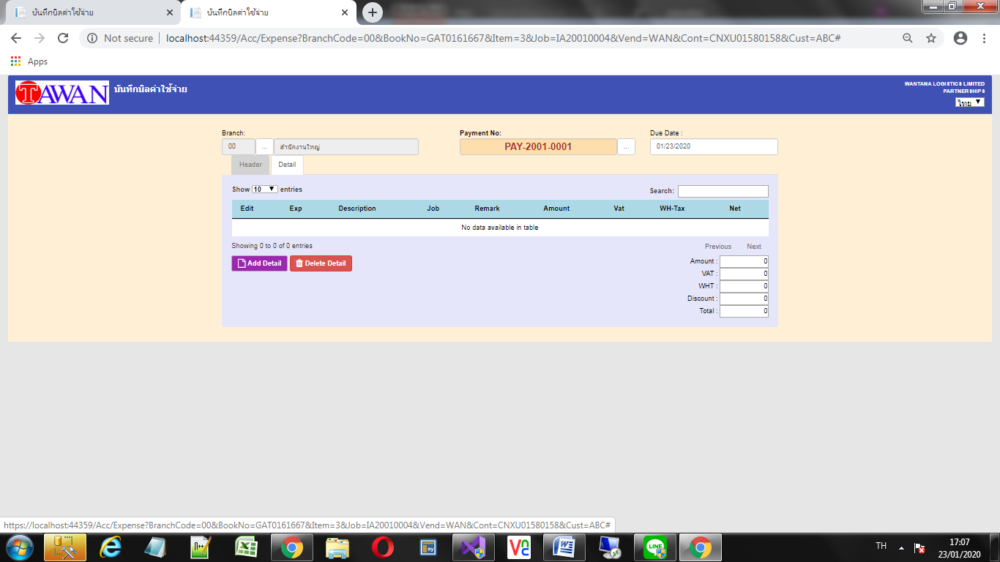 บันทึกบิลค่าใช้จ่าย
บันทึกบิลค่าใช้จ่าย
Not secure localhost:44359/Acc/Expense?BranchCode=00&BookNo=GAT0161667&Item=3&Job=IA20010004&Vend=WAN&Cont=CNXU01580158&Cust=ABC#
Apps
TAWAN บันทึกบิลค่าใช้จ่าย
WANTANA LOGISTICS LIMITED
PARTNERSHIPS
ไทย
Branch: Payment No: Due Date :
00 ... สำนักงานใหญ่ PAY-2001-0001 ... 01/23/2020
Header Detail
Show 10 entries Search:
Edit Exp Description Job Remark Amount Vat WH-Tax Net
No data available in table
Showing 0 to 0 of 0 entries Previous Next
Add Detail Delete Detail
Amount : 0
VAT : 0
WHT : 0
Discount : 0
Total : 0
https://localhost:44359/Acc/Expense?BranchCode=00&BookNo=GAT0161667&Item=3&Job=IA20010004&Vend=WAN&Cont=CNXU01580158&Cust=ABC#
TH 17:07
23/01/2020